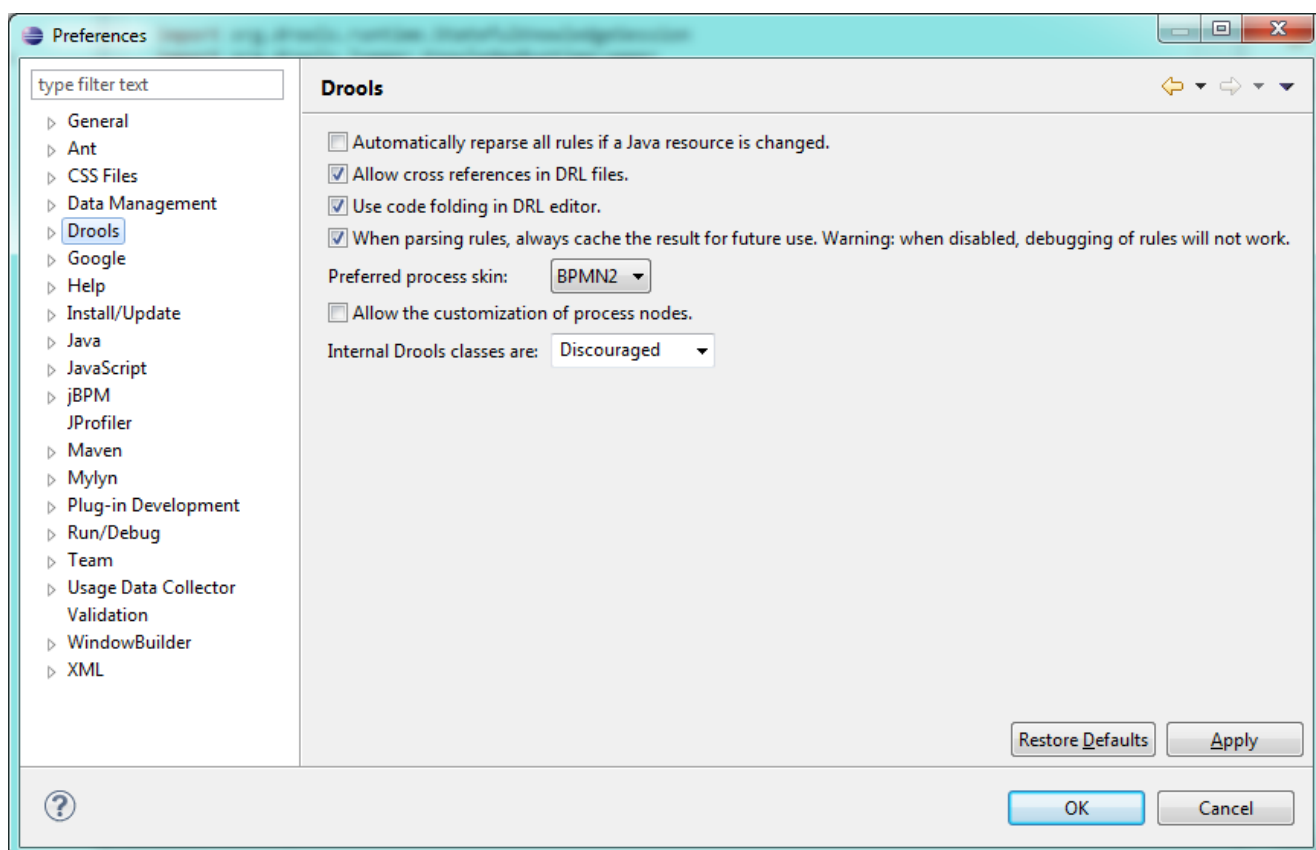 Preferences
type filter text
General
Ant
CSS Files
Data Management
Drools
Google
Help
Install/Update
Java
JavaScript
jBPM
JProfiler
Maven
Mylyn
Plug-in Development
Run/Debug
Team
Usage Data Collector
Validation
WindowBuilder
XML
Drools
Automatically reparse all rules if a Java resource is changed.
Allow cross references in DRL files.
Use code folding in DRL editor.
When parsing rules, always cache the result for future use. Warning: when disabled, debugging of rules will not work.
Preferred process skin: BPMN2
Allow the customization of process nodes.
Internal Drools classes are: Discouraged
Restore Defaults Apply
? OK Cancel